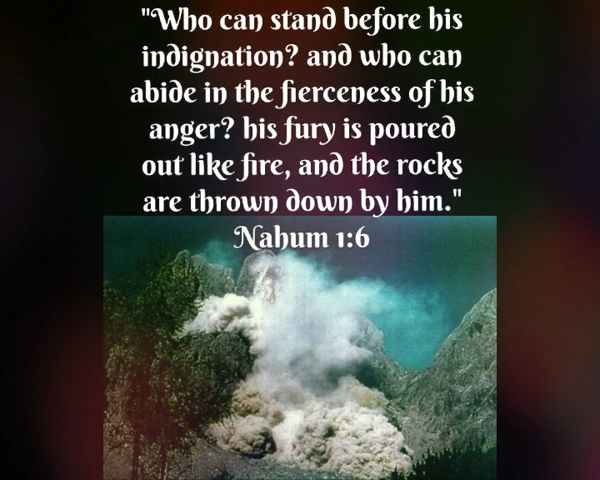 "Who can stand before his
indignation? and who can
abide in the fierceness of his
anger? his fury is poured
out like fire, and the rocks
are thrown down by him."
Nahum 1:6